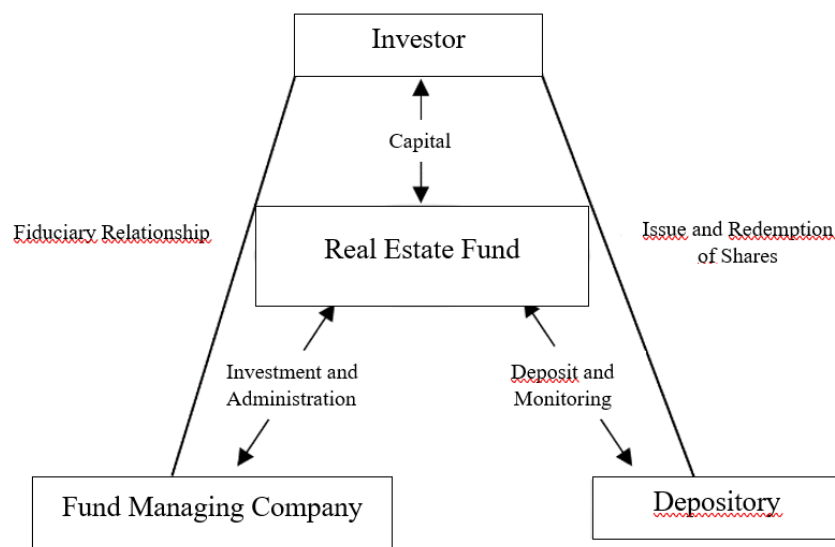 Investor
Capital
Fiduciary Relationship
Real Estate Fund
Issue and Redemption
of Shares
Investment and
Administration
Deposit and
Monitoring
Fund Managing Company
Depository